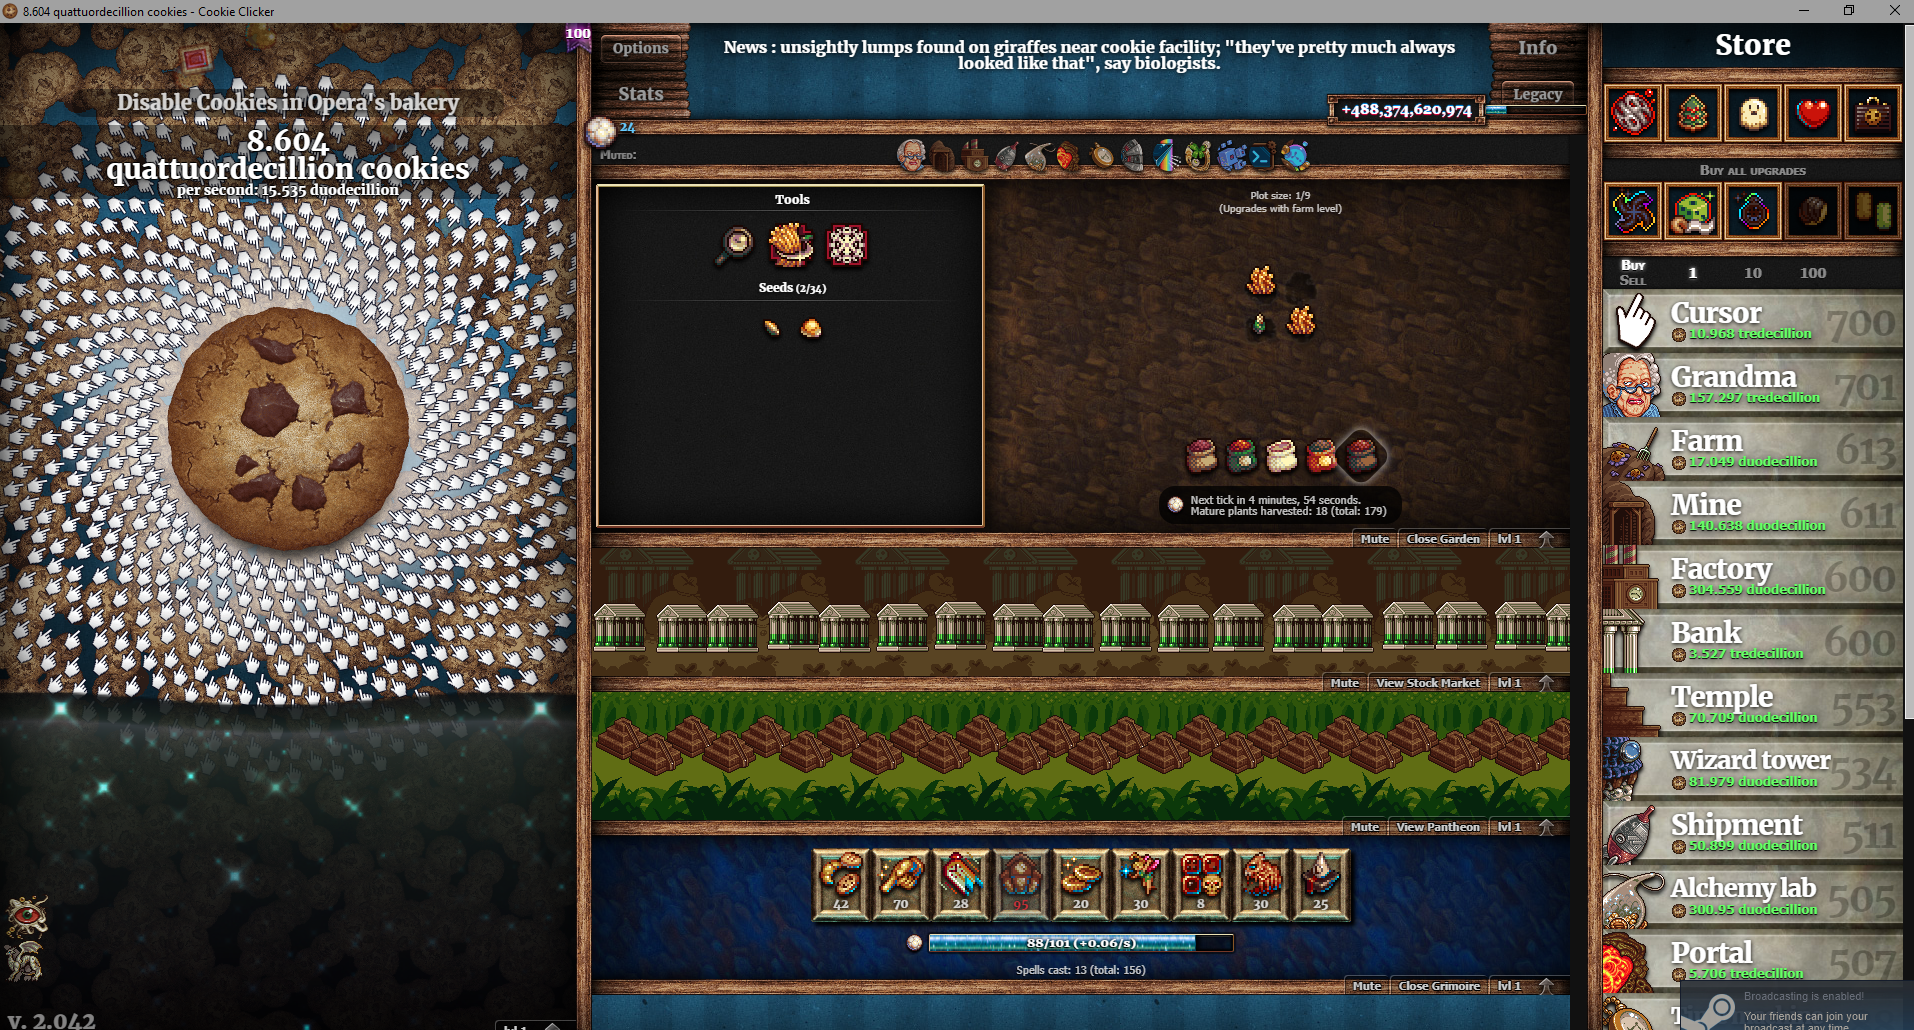 8.604 quattuordecillion cookies - Cookie Clicker
Disable Cookies in Opera's bakery
8.604
quattuordecillion cookies
per second: 15.535 duodecillion
100
Options
Stats
News : unsightly lumps found on giraffes near cookie facility; "they've pretty much always
looked like that", say biologists.
Info
Legacy
+488,374,620,974
24
Muted:
Tools
Seeds (2/34)
Plot size: 1/9
(Upgrades with farm level)
Next tick in 4 minutes, 54 seconds.
Mature plants harvested: 18 (total: 179)
Mute
Close Garden
lvl 1
Mute
View Stock Market
lvl 1
Mute
View Pantheon
lvl 1
42
70
28
95
20
30
8
30
25
88/101 (+0.06/s)
Spells cast: 13 (total: 156)
Mute
Close Grimoire
lvl 1
v. 2.042
lvl 1
Store
Buy all upgrades
Buy
Sell
1
10
100
Cursor
10.968 tredecillion
700
Grandma
157.297 tredecillion
701
Farm
17.049 duodecillion
613
Mine
140.638 duodecillion
611
Factory
304.559 duodecillion
600
Bank
3.527 tredecillion
600
Temple
70.709 duodecillion
553
Wizard tower
81.979 duodecillion
534
Shipment
50.899 duodecillion
511
Alchemy lab
300.95 duodecillion
505
Portal
5.706 tredecillion
507
Broadcasting is enabled!
Your friends can join your
broadcast at any time